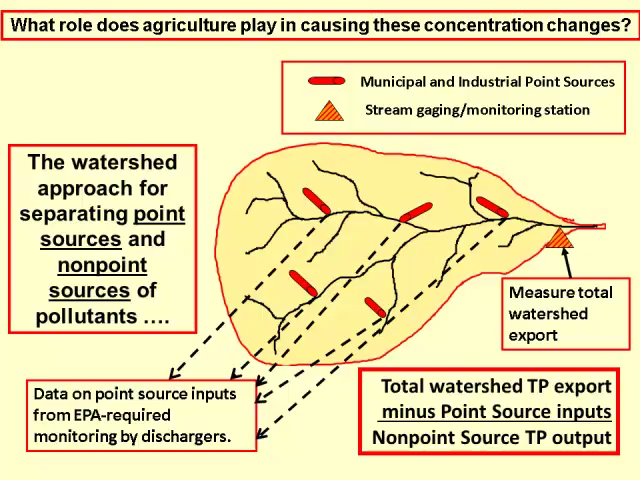 What role does agriculture play in causing these concentration changes?
Municipal and Industrial Point Sources
Stream gaging/monitoring station
The watershed
approach for
separating point
sources and
nonpoint
sources of
pollutants ….
Measure total
watershed
export
Data on point source inputs
from EPA-required
monitoring by dischargers.
Total watershed TP export
minus Point Source inputs
Nonpoint Source TP output